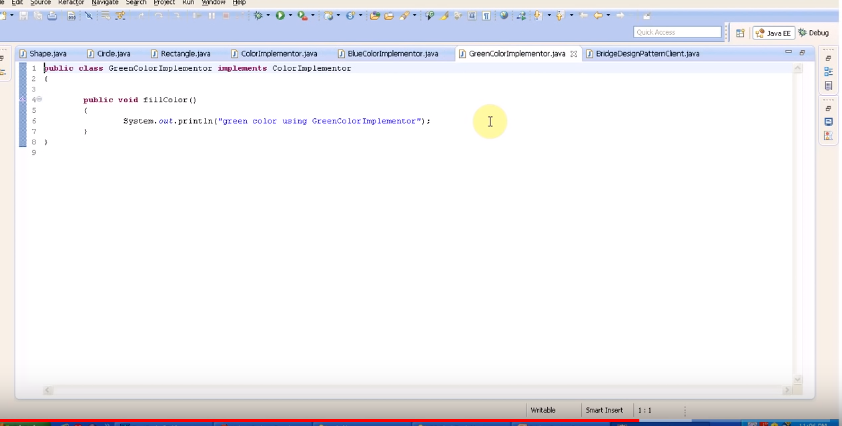 Edit Source Refactor Navigate Search Project Run Window Help
Quick Access
Java EE Debug
Shape.java Circle.java Rectangle.java ColorImplementor.java BlueColorImplementor.java GreenColorImplementor.java BridgeDesgnPatternClient.java
1 public class GreenColorImplementor implements ColorImplementor
2 {
3
4 public void fillColor()
5 {
6 System.out.println("green color using GreenColorImplementor");
7 }
8 }
9
Writable Smart Insert 1 : 1